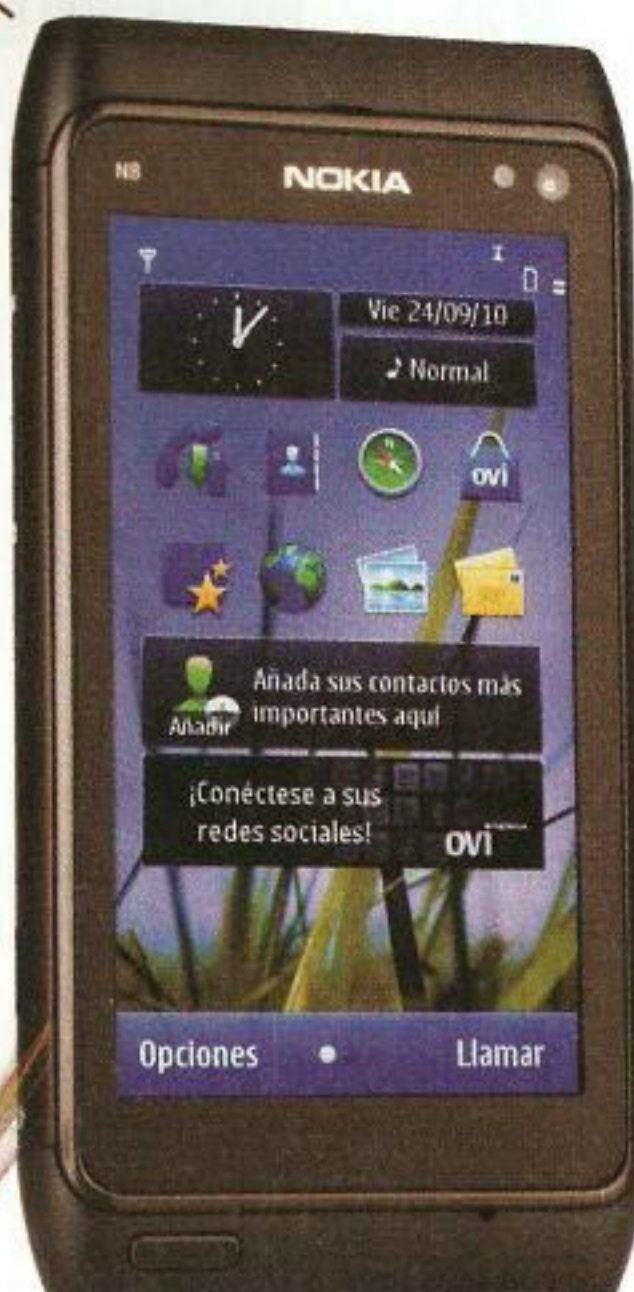 N8
NOKIA
Vie 24/09/10
Normal
ovi
Añada sus contactos más
importantes aquí
Añadir
¡Conéctese a sus
redes sociales!
ovi
Opciones
Llamar